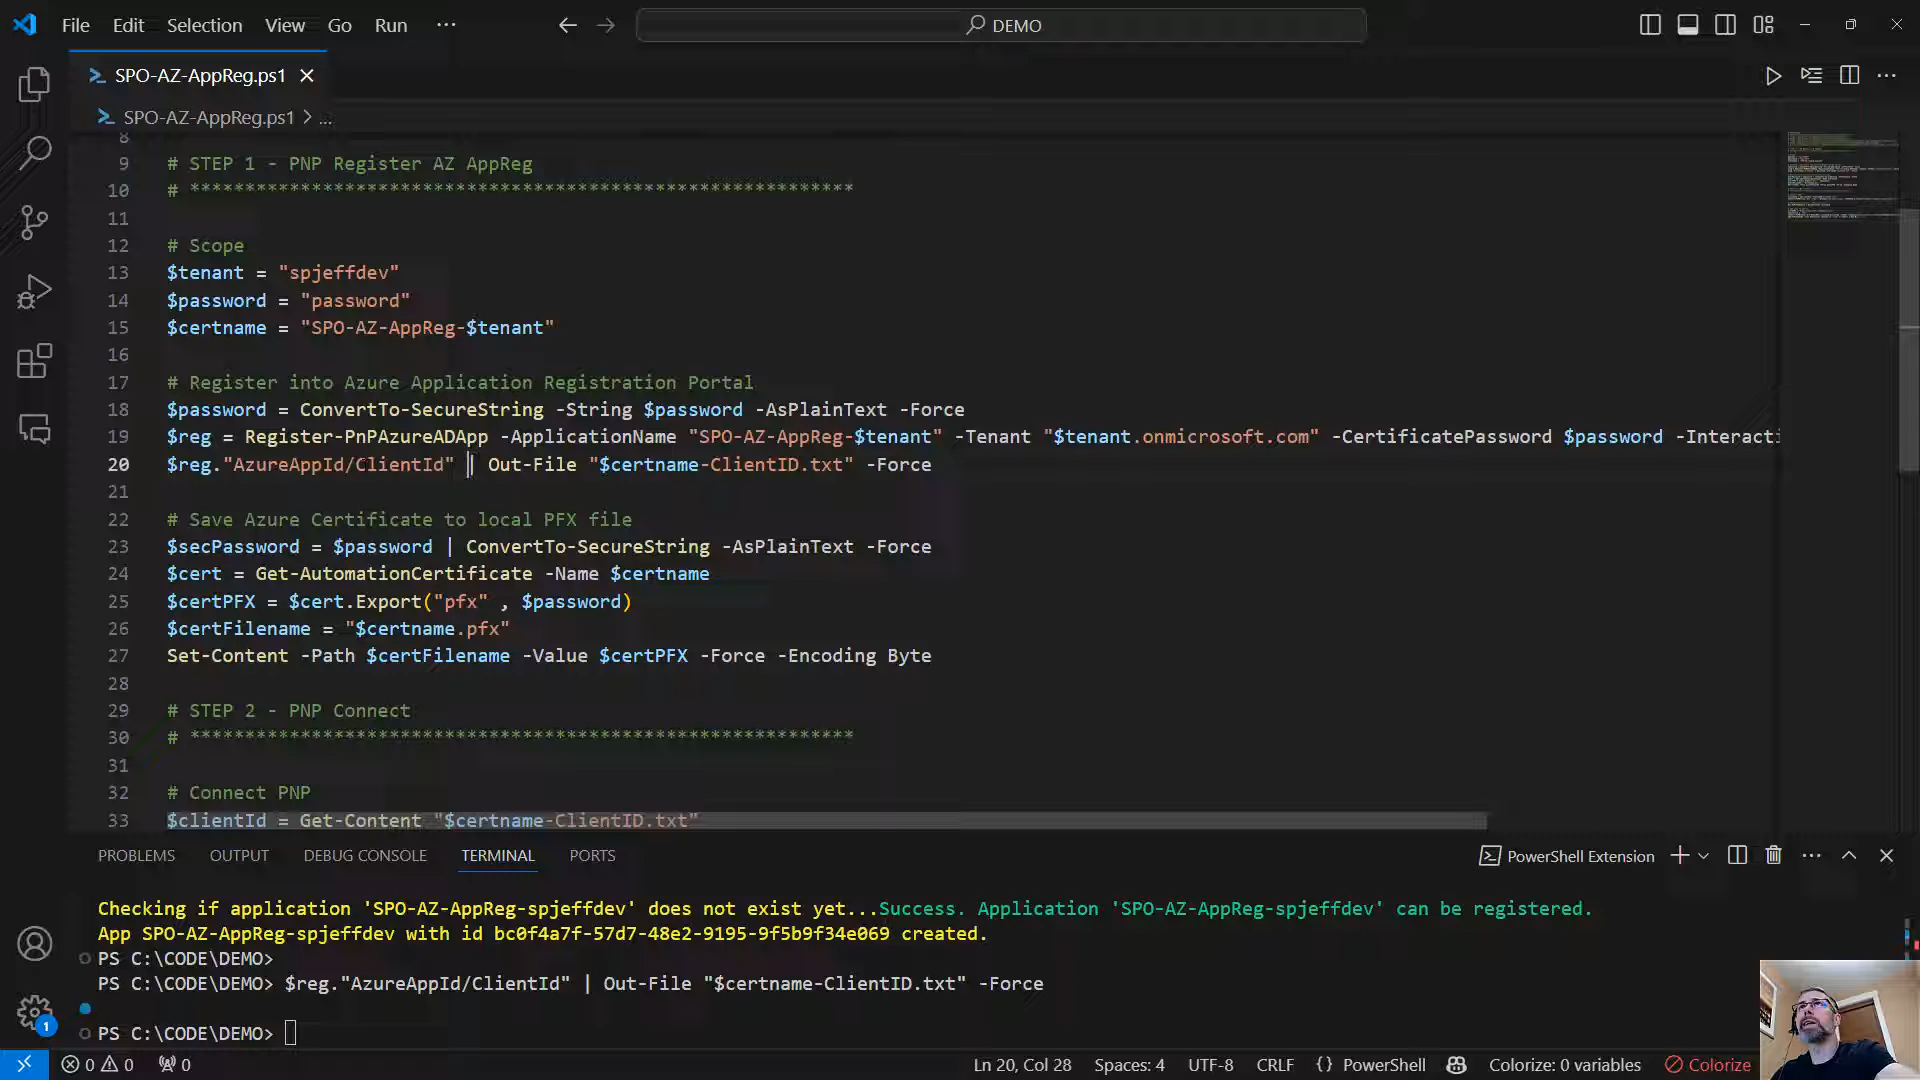 File Edit Selection View Go Run ···
DEMO
SPO-AZ-AppReg.ps1
SPO-AZ-AppReg.ps1 > ...
8
9 # STEP 1 - PNP Register AZ AppReg
10 # ************************************************************
11
12 # Scope
13 $tenant = "spjeffdev"
14 $password = "password"
15 $certname = "SPO-AZ-AppReg-$tenant"
16
17 # Register into Azure Application Registration Portal
18 $password = ConvertTo-SecureString -String $password -AsPlainText -Force
19 $reg = Register-PnPAzureADApp -ApplicationName "SPO-AZ-AppReg-$tenant" -Tenant "$tenant.onmicrosoft.com" -CertificatePassword $password -Interacti
20 $reg."AzureAppId/ClientId" | Out-File "$certname-ClientID.txt" -Force
21
22 # Save Azure Certificate to local PFX file
23 $secPassword = $password | ConvertTo-SecureString -AsPlainText -Force
24 $cert = Get-AutomationCertificate -Name $certname
25 $certPFX = $cert.Export("pfx" , $password)
26 $certFilename = "$certname.pfx"
27 Set-Content -Path $certFilename -Value $certPFX -Force -Encoding Byte
28
29 # STEP 2 - PNP Connect
30 # ************************************************************
31
32 # Connect PNP
33 $clientId = Get-Content "$certname-ClientID.txt"
PROBLEMS OUTPUT DEBUG CONSOLE TERMINAL PORTS PowerShell Extension
Checking if application 'SPO-AZ-AppReg-spjeffdev' does not exist yet...Success. Application 'SPO-AZ-AppReg-spjeffdev' can be registered.
App SPO-AZ-AppReg-spjeffdev with id bc0f4a7f-57d7-48e2-9195-9f5b9f34e069 created.
PS C:\CODE\DEMO>
PS C:\CODE\DEMO> $reg."AzureAppId/ClientId" | Out-File "$certname-ClientID.txt" -Force
PS C:\CODE\DEMO>
1
0 0 0 Ln 20, Col 28 Spaces: 4 UTF-8 CRLF {} PowerShell Colorize: 0 variables Colorize